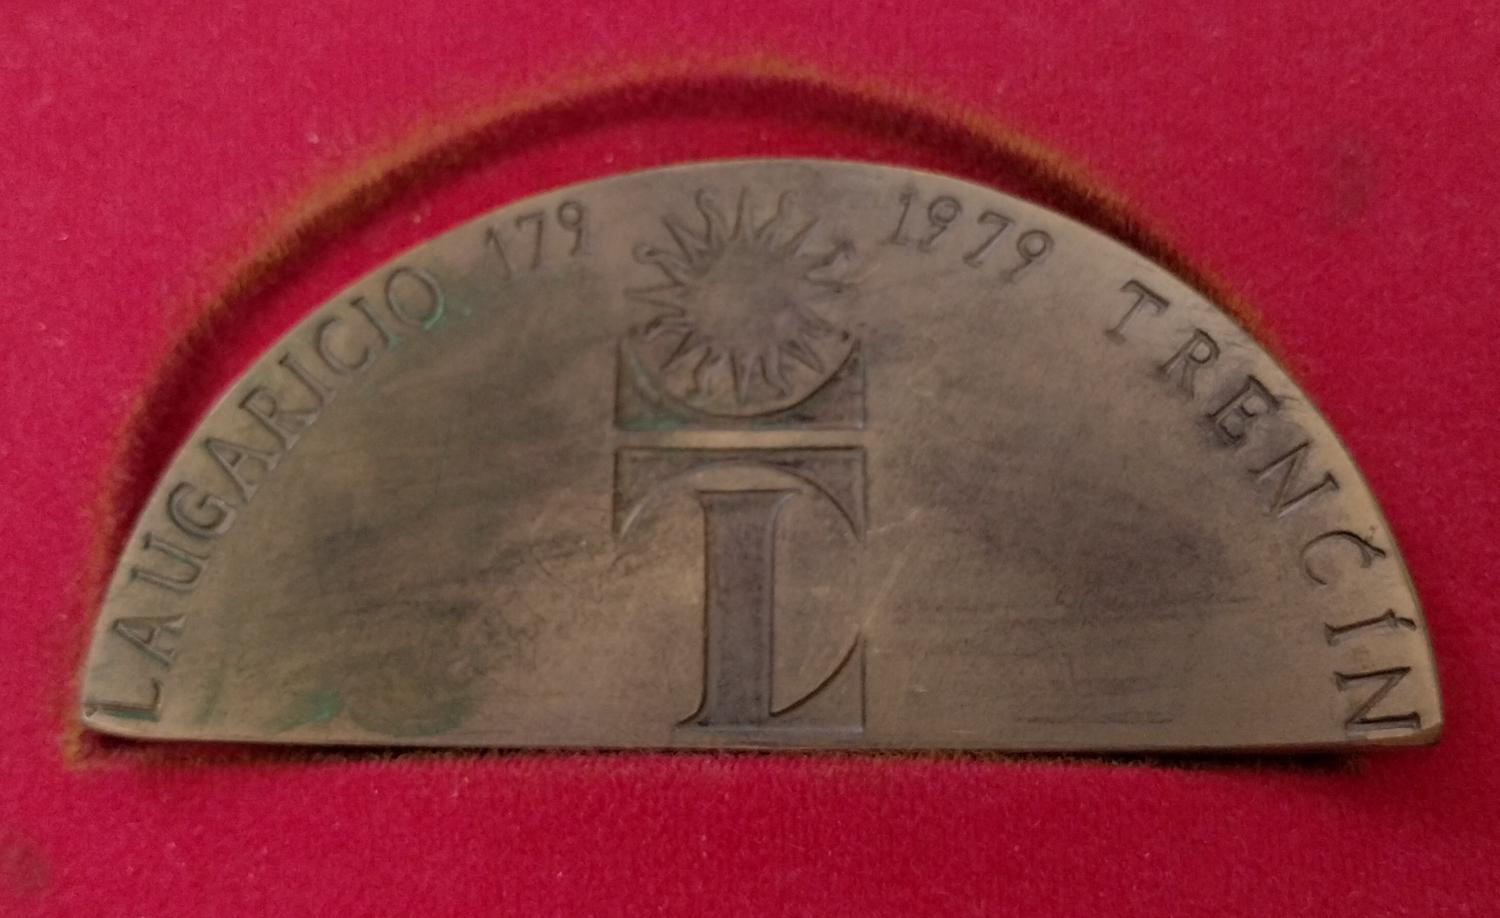 LAUGARICIO 179 1979 TRENČÍN
L